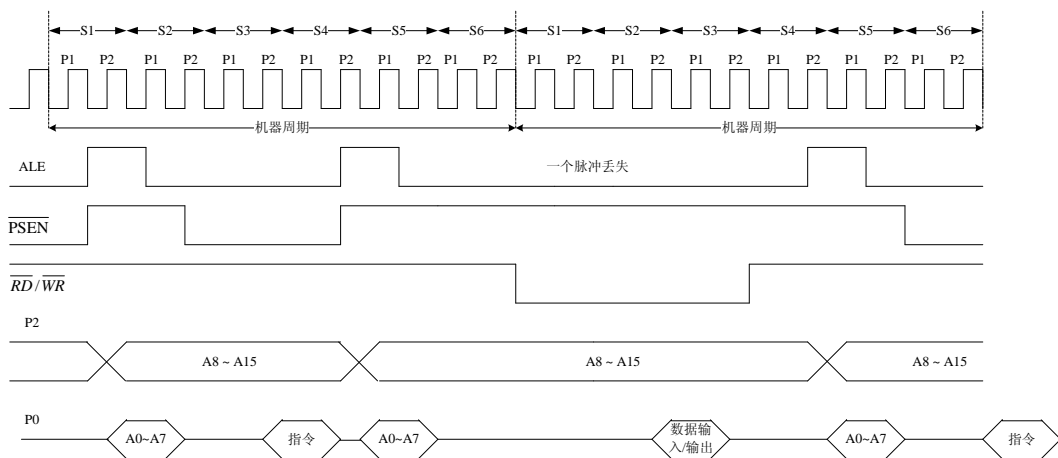 S1 S2 S3 S4 S5 S6 S1 S2 S3 S4 S5 S6
P1 P2 P1 P2 P1 P2 P1 P2 P1 P2 P1 P2 P1 P2 P1 P2 P1 P2 P1 P2 P1 P2 P1 P2
机器周期 机器周期
ALE 一个脉冲丢失
PSEN
RD/WR
P2
A8 ~ A15 A8 ~ A15 A8 ~ A15
P0
A0~A7 指令 A0~A7 数据输 A0~A7 指令
入/输出